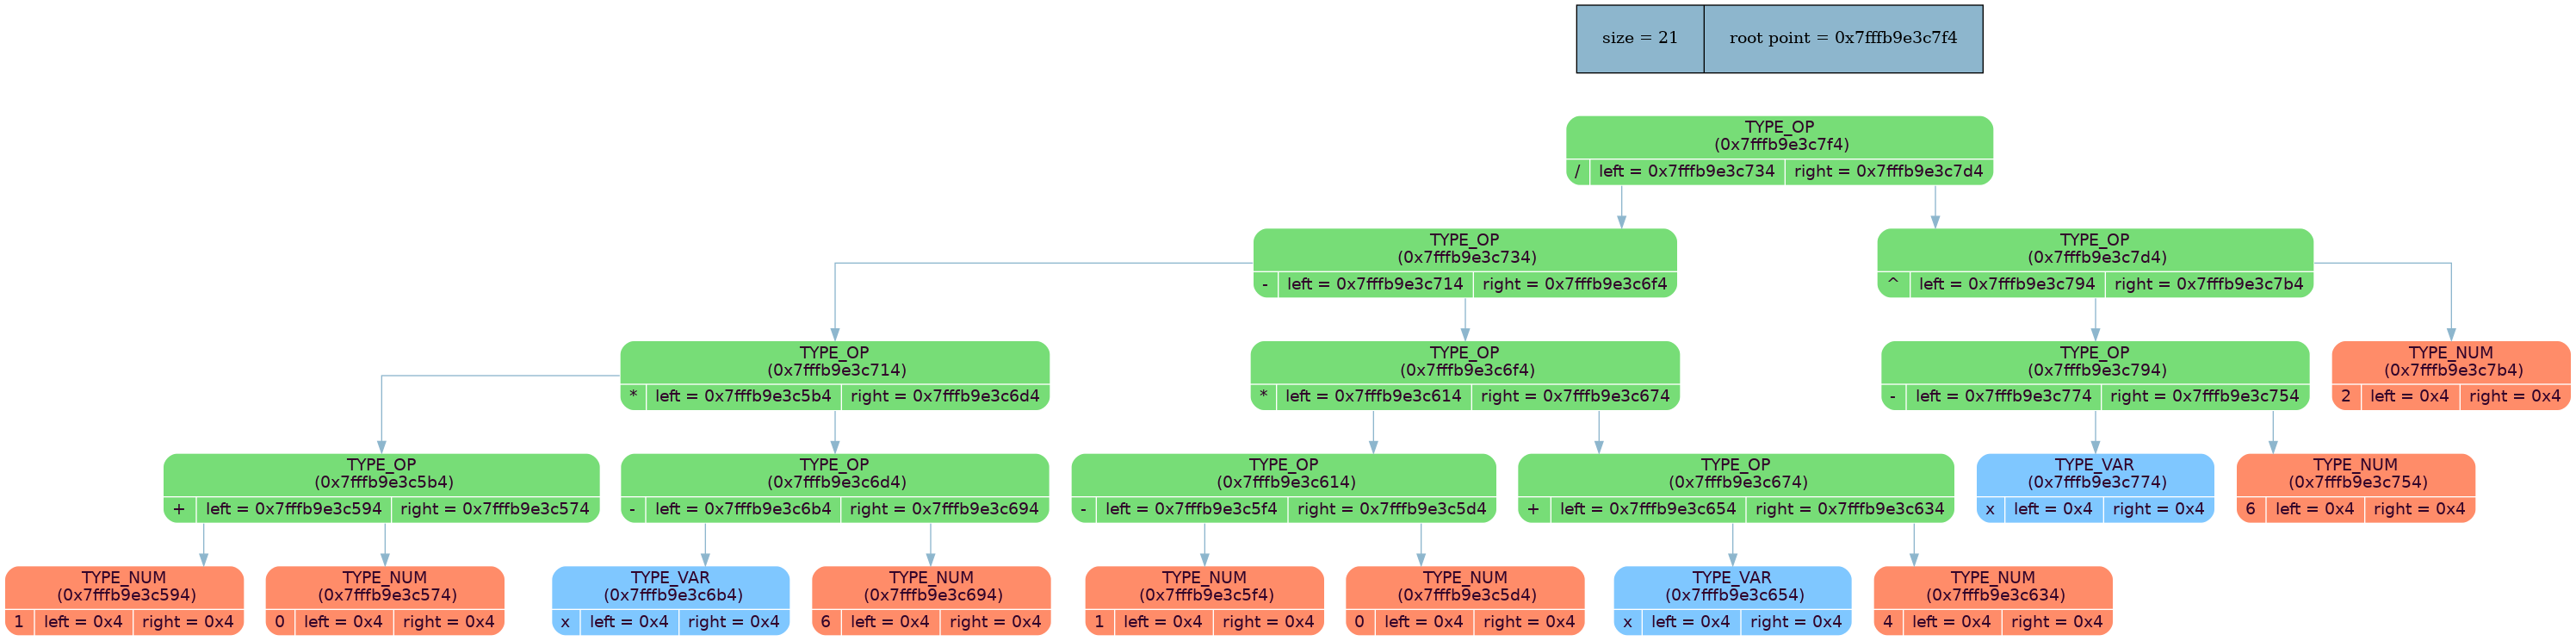 size = 21 root point = 0x7fffb9e3c7f4
TYPE_OP
(0x7fffb9e3c7f4)
/ left = 0x7fffb9e3c734 right = 0x7fffb9e3c7d4
TYPE_OP
(0x7fffb9e3c734)
- left = 0x7fffb9e3c714 right = 0x7fffb9e3c6f4
TYPE_OP
(0x7fffb9e3c7d4)
^ left = 0x7fffb9e3c794 right = 0x7fffb9e3c7b4
TYPE_OP
(0x7fffb9e3c714)
* left = 0x7fffb9e3c5b4 right = 0x7fffb9e3c6d4
TYPE_OP
(0x7fffb9e3c6f4)
* left = 0x7fffb9e3c614 right = 0x7fffb9e3c674
TYPE_OP
(0x7fffb9e3c794)
- left = 0x7fffb9e3c774 right = 0x7fffb9e3c754
TYPE_NUM
(0x7fffb9e3c7b4)
2 left = 0x4 right = 0x4
TYPE_OP
(0x7fffb9e3c5b4)
+ left = 0x7fffb9e3c594 right = 0x7fffb9e3c574
TYPE_OP
(0x7fffb9e3c6d4)
- left = 0x7fffb9e3c6b4 right = 0x7fffb9e3c694
TYPE_OP
(0x7fffb9e3c614)
- left = 0x7fffb9e3c5f4 right = 0x7fffb9e3c5d4
TYPE_OP
(0x7fffb9e3c674)
+ left = 0x7fffb9e3c654 right = 0x7fffb9e3c634
TYPE_VAR
(0x7fffb9e3c774)
x left = 0x4 right = 0x4
TYPE_NUM
(0x7fffb9e3c754)
6 left = 0x4 right = 0x4
TYPE_NUM
(0x7fffb9e3c594)
1 left = 0x4 right = 0x4
TYPE_NUM
(0x7fffb9e3c574)
0 left = 0x4 right = 0x4
TYPE_VAR
(0x7fffb9e3c6b4)
x left = 0x4 right = 0x4
TYPE_NUM
(0x7fffb9e3c694)
6 left = 0x4 right = 0x4
TYPE_NUM
(0x7fffb9e3c5f4)
1 left = 0x4 right = 0x4
TYPE_NUM
(0x7fffb9e3c5d4)
0 left = 0x4 right = 0x4
TYPE_VAR
(0x7fffb9e3c654)
x left = 0x4 right = 0x4
TYPE_NUM
(0x7fffb9e3c634)
4 left = 0x4 right = 0x4